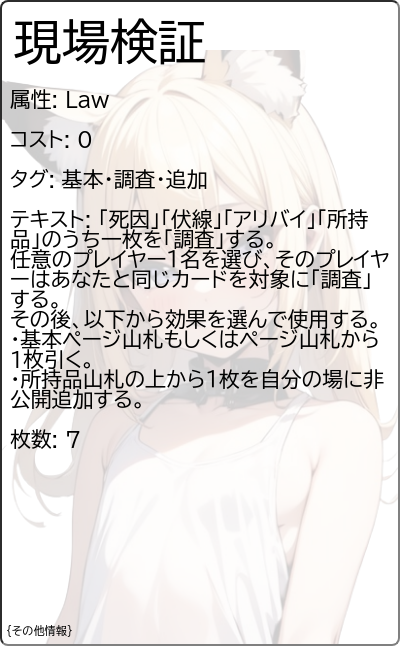 現場検証
属性: Law
コスト: 0
タグ: 基本・調査・追加
テキスト: 「死因」「伏線」「アリバイ」「所持
品」のうち一枚を「調査」する。
任意のプレイヤー1名を選び、そのプレイヤ
ーはあなたと同じカードを対象に「調査」
する。
その後、以下から効果を選んで使用する。
・基本ページ山札もしくはページ山札から
1枚引く。
・所持品山札の上から1枚を自分の場に非
公開追加する。
枚数: 7
{その他情報}